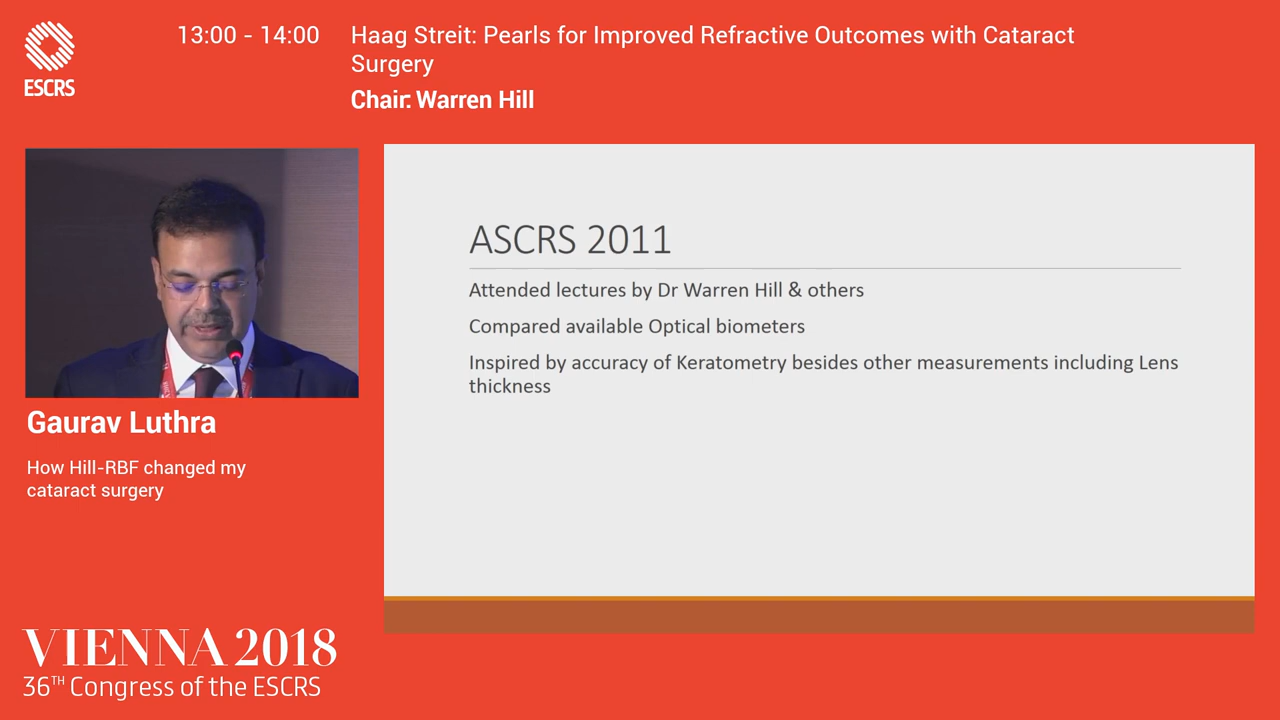 ESCRS
13:00 - 14:00
Haag Streit: Pearls for Improved Refractive Outcomes with Cataract
Surgery
Chair: Warren Hill
ASCRS 2011
Attended lectures by Dr Warren Hill & others
Compared available Optical biometers
Inspired by accuracy of Keratometry besides other measurements including Lens
thickness
Gaurav Luthra
How Hill-RBF changed my
cataract surgery
VIENNA 2018
36TH Congress of the ESCRS